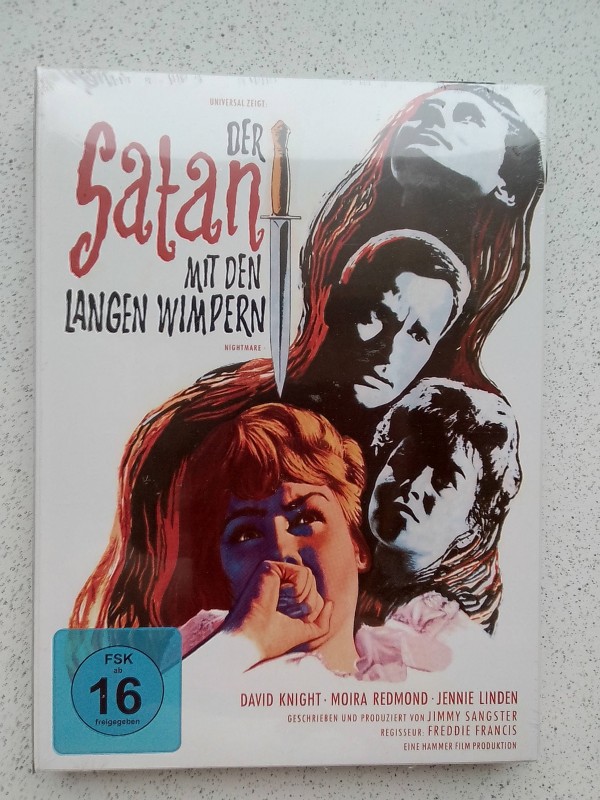 UNIVERSAL ZEIGT:
DER
Satan
MIT DEN
LANGEN WIMPERN
NIGHTMARE
FSK
ab
16
freigegeben
DAVID KNIGHT · MOIRA REDMOND · JENNIE LINDEN
GESCHRIEBEN UND PRODUZIERT VON JIMMY SANGSTER
REGISSEUR: FREDDIE FRANCIS
EINE HAMMER FILM PRODUKTION